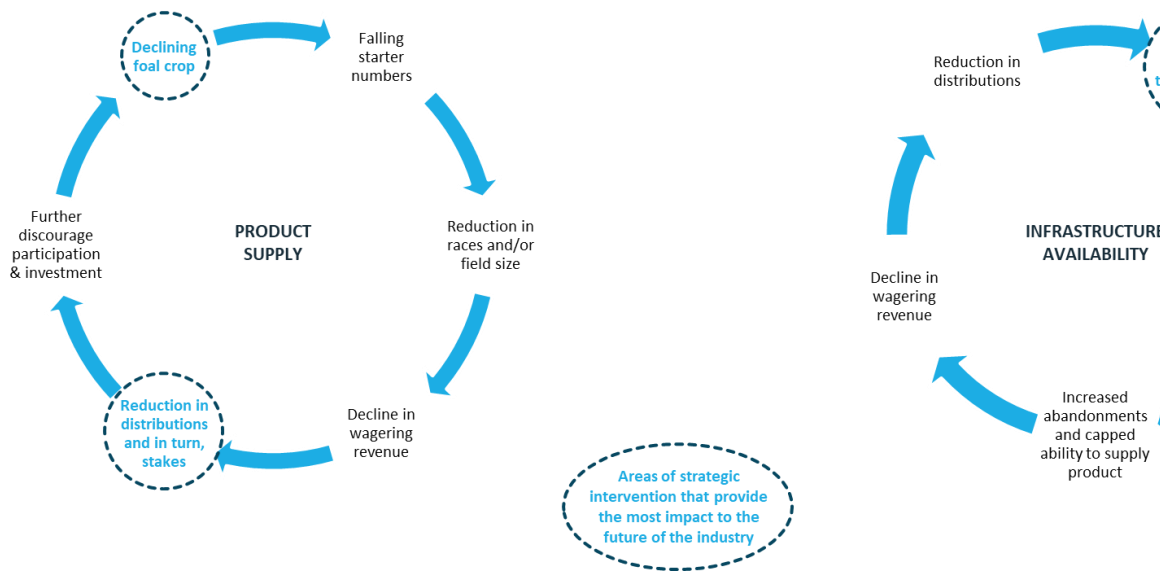 Declining
foal crop
Falling
starter
numbers
Reduction in
races and/or
field size
Decline in
wagering
revenue
Reduction in
distributions
and in turn,
stakes
Further
discourage
participation
& investment
PRODUCT
SUPPLY
Areas of strategic
intervention that provide
the most impact to the
future of the industry
Reduction in
distributions
Decline in
wagering
revenue
Increased
abandonments
and capped
ability to supply
product
INFRASTRUCTURE
AVAILABILITY